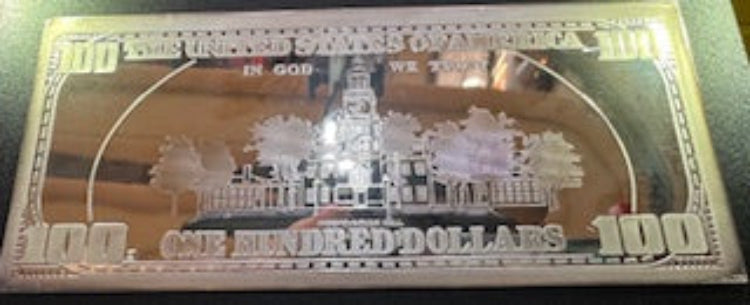 100 THE UNITED STATES OF AMERICA 100
IN GOD WE TRUST
100 ONE HUNDRED DOLLARS 100